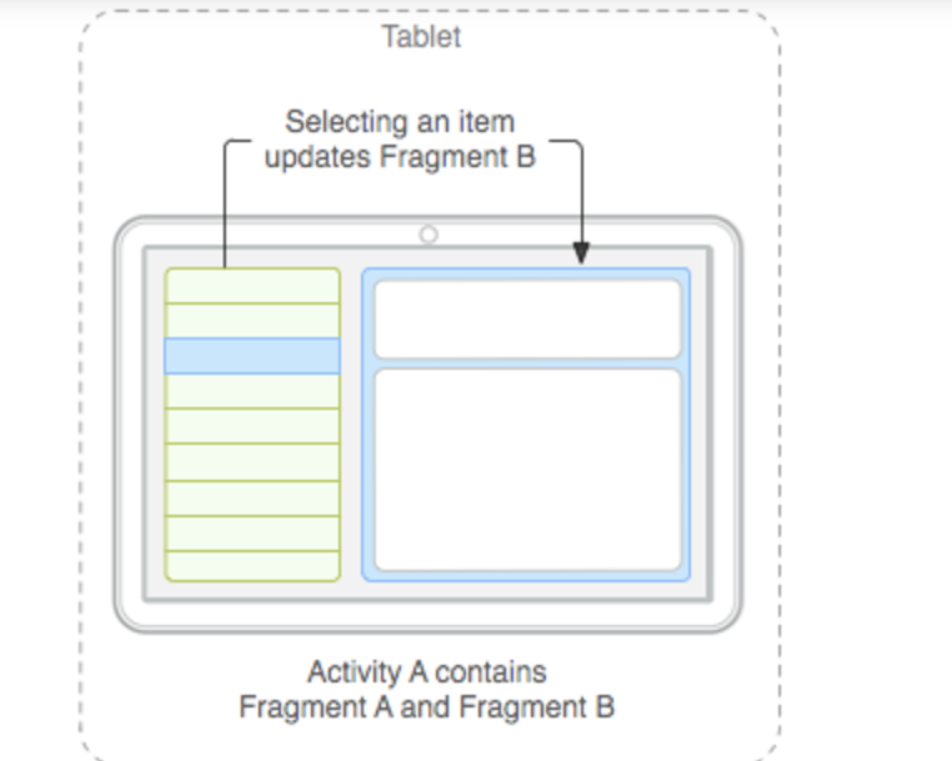 Tablet
Selecting an item
updates Fragment B
Activity A contains
Fragment A and Fragment B